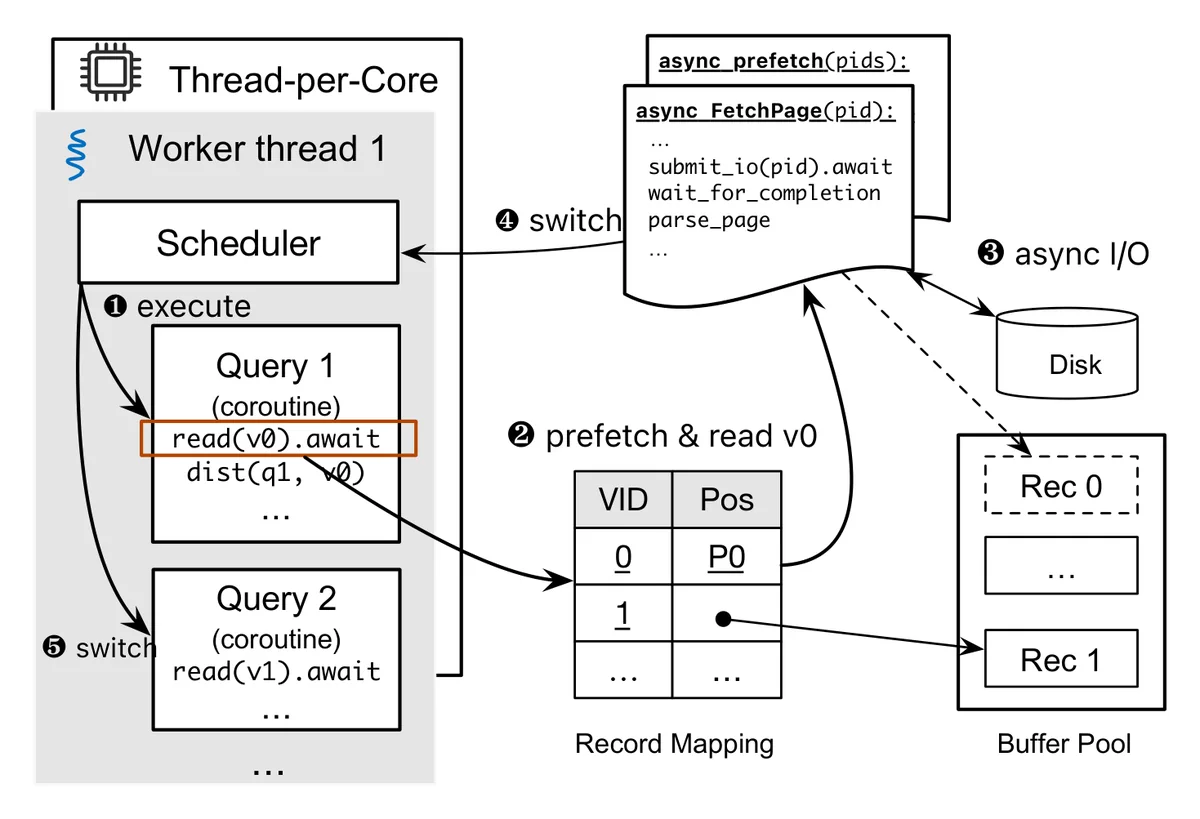 Thread-per-Core
Worker thread 1
Scheduler
❶ execute
Query 1
(coroutine)
read(v0).await
dist(q1, v0)
...
Query 2
(coroutine)
❺ switch
read(v1).await
...
...
async prefetch(pids):
async FetchPage(pid):
...
submit_io(pid).await
wait_for_completion
parse_page
...
❹ switch
❸ async I/O
Disk
❷ prefetch & read v0
VID Pos
0 P0
1
... ...
Record Mapping
Rec 0
...
Rec 1
Buffer Pool